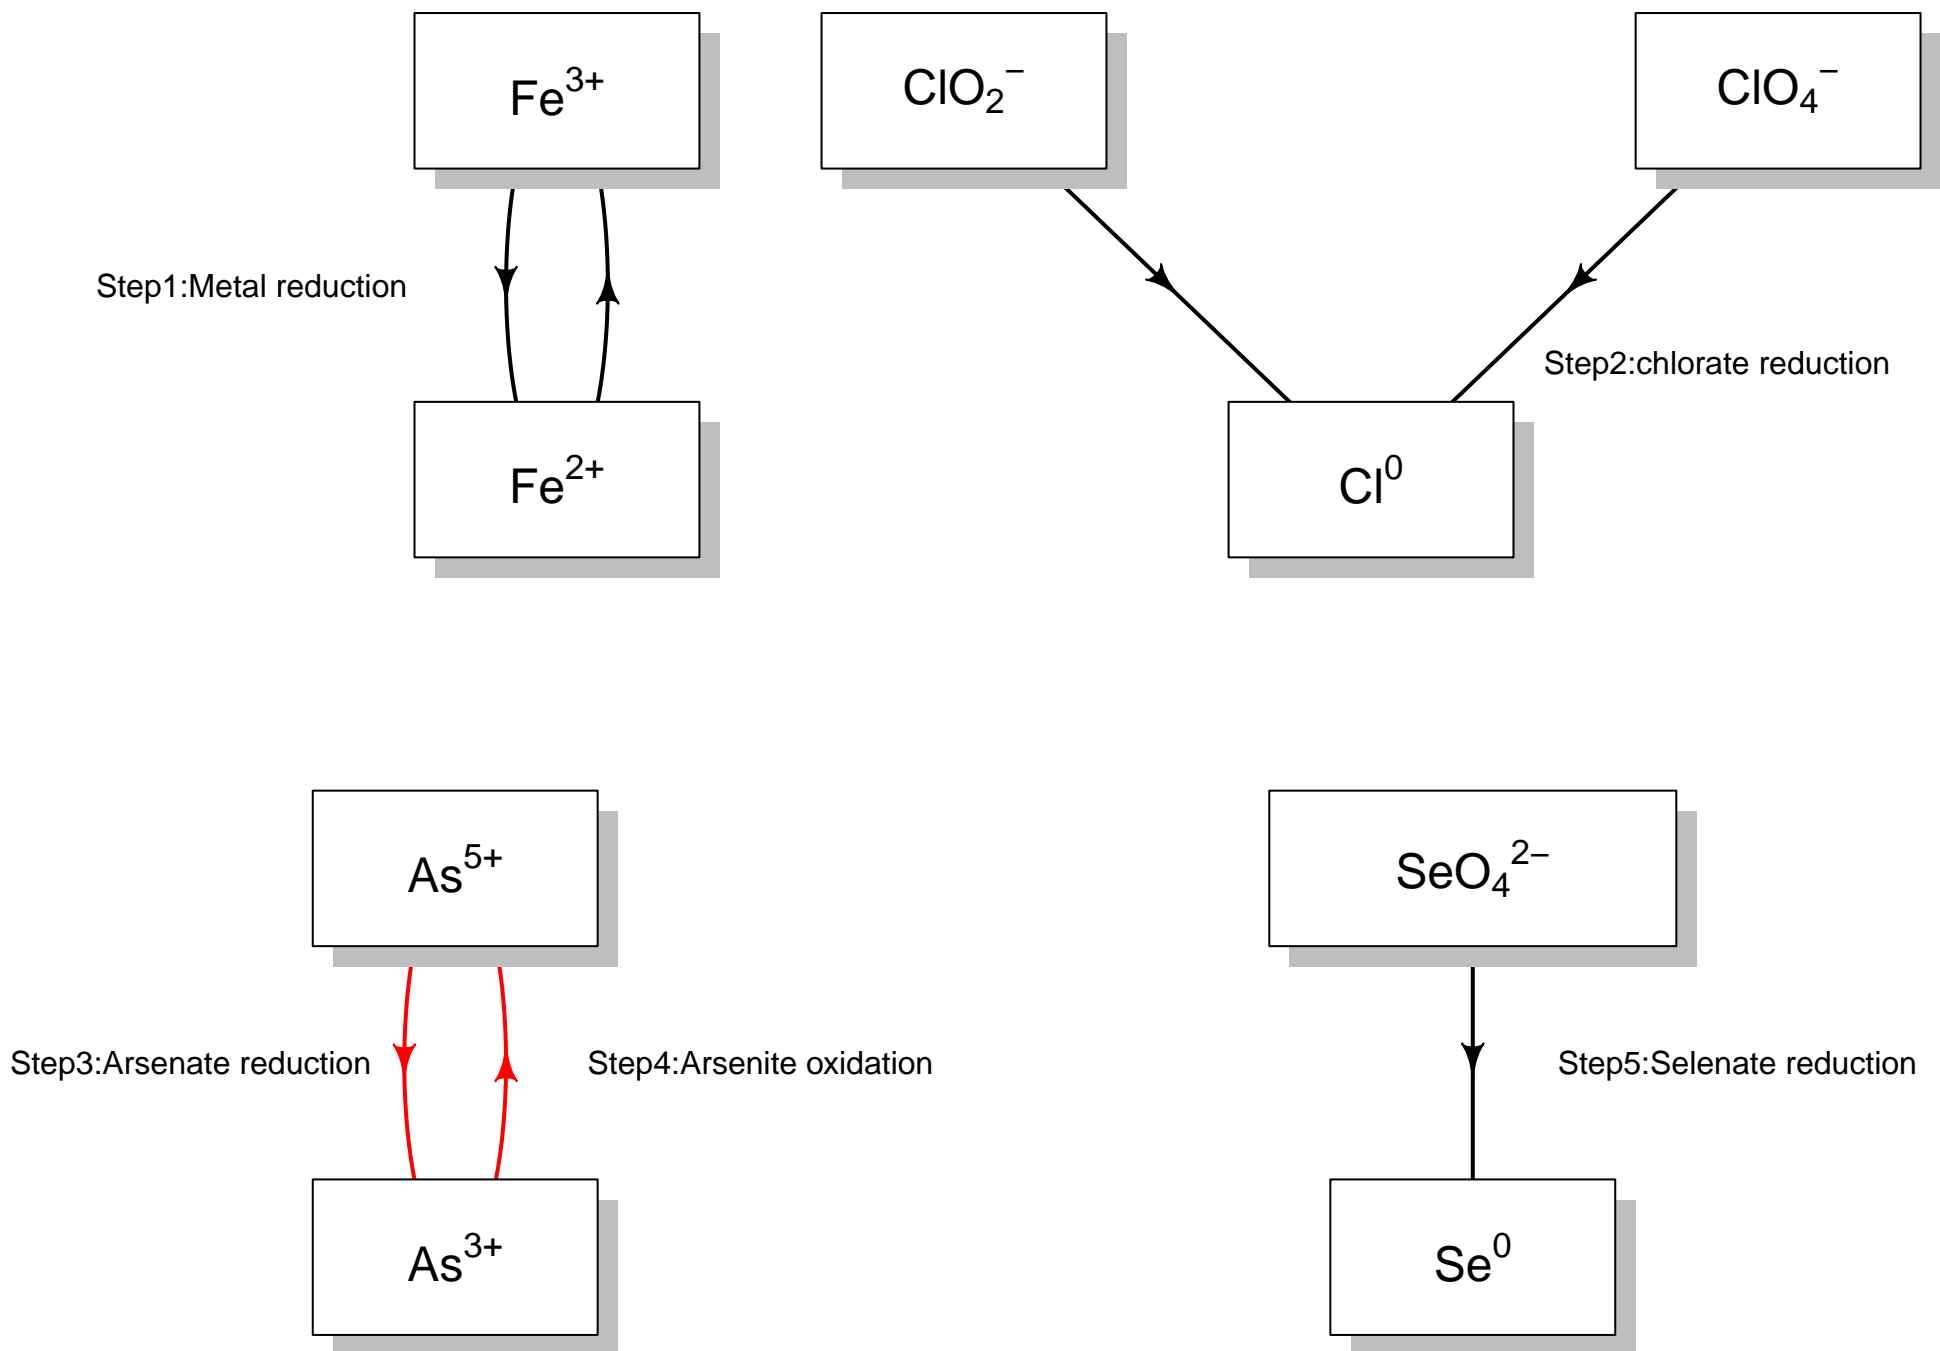 Fe³⁺
ClO₂⁻
ClO₄⁻
Step1:Metal reduction
Step2:chlorate reduction
Fe²⁺
Cl⁰
As⁵⁺
SeO₄²⁻
Step3:Arsenate reduction
Step4:Arsenite oxidation
Step5:Selenate reduction
As³⁺
Se⁰